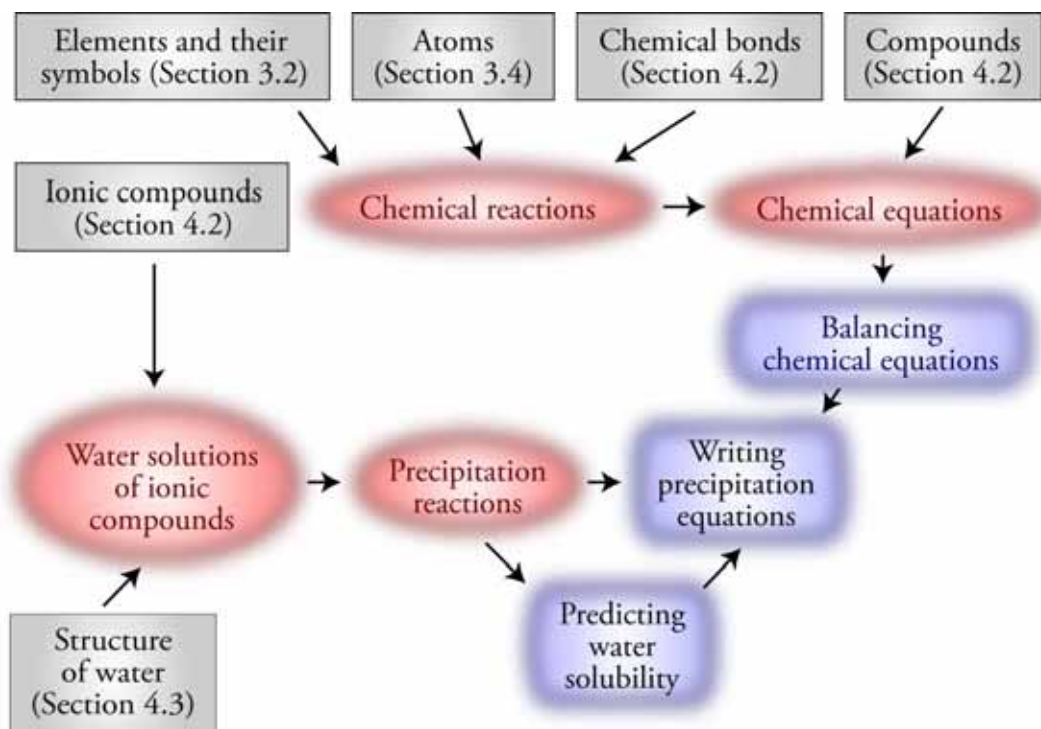 Elements and their
symbols (Section 3.2)
Atoms
(Section 3.4)
Chemical bonds
(Section 4.2)
Compounds
(Section 4.2)
Ionic compounds
(Section 4.2)
Chemical reactions
Chemical equations
Balancing
chemical equations
Water solutions
of ionic
compounds
Precipitation
reactions
Writing
precipitation
equations
Predicting
water
solubility
Structure
of water
(Section 4.3)